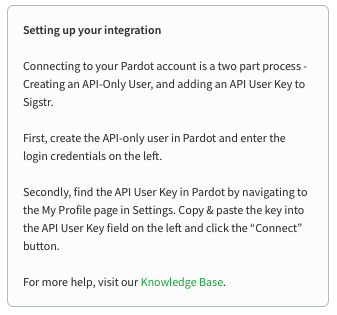 Setting up your integration
Connecting to your Pardot account is a two part process -
Creating an API-Only User, and adding an API User Key to
Sigstr.
First, create the API-only user in Pardot and enter the
login credentials on the left.
Secondly, find the API User Key in Pardot by navigating to
the My Profile page in Settings. Copy & paste the key into
the API User Key field on the left and click the “Connect”
button.
For more help, visit our Knowledge Base.